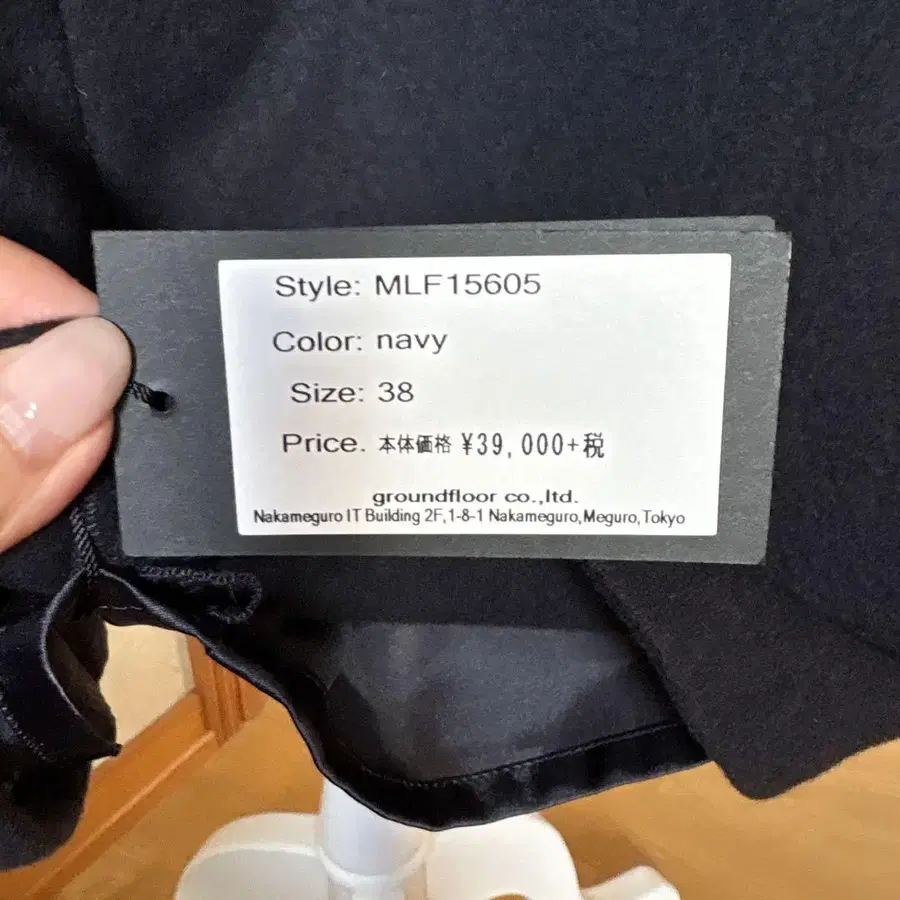 Style: MLF15605
Color: navy
Size: 38
Price. 本体価格 ¥39,000+税
groundfloor co.,ltd.
Nakameguro IT Building 2F,1-8-1 Nakameguro,Meguro,Tokyo